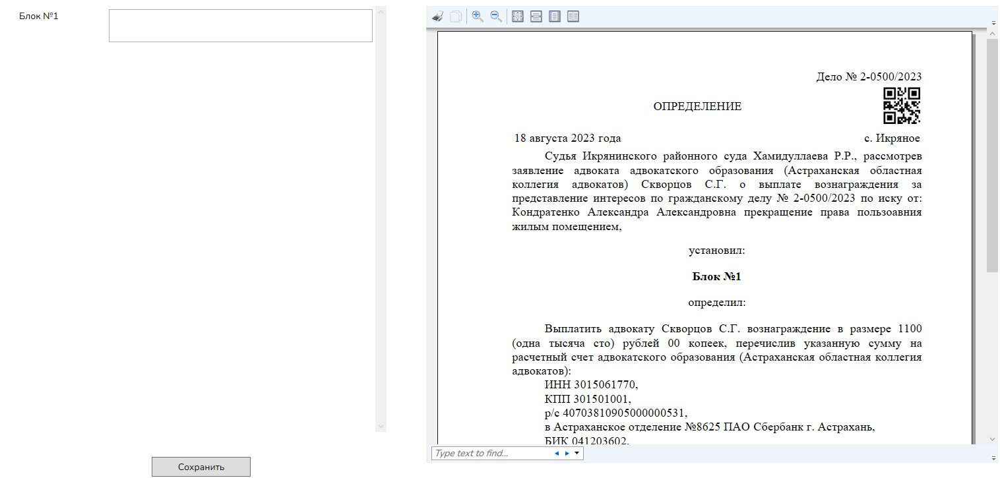 Блок №1
Дело № 2-0500/2023
ОПРЕДЕЛЕНИЕ
18 августа 2023 года с. Икряное
Судья Икрянинского районного суда Хамидуллаева Р.Р., рассмотрев
заявление адвоката адвокатского образования (Астраханская областная
коллегия адвокатов) Скворцов С.Г. о выплате вознаграждения за
представление интересов по гражданскому делу № 2-0500/2023 по иску от:
Кондратенко Александра Александровна прекращение права пользоавния
жилым помещением,
установил:
Блок №1
определил:
Выплатить адвокату Скворцов С.Г. вознаграждение в размере 1100
(одна тысяча сто) рублей 00 копеек, перечислив указанную сумму на
расчетный счет адвокатского образования (Астраханская областная коллегия
адвокатов):
ИНН 3015061770,
КПП 301501001,
р/с 40703810905000000531,
в Астраханское отделение №8625 ПАО Сбербанк г. Астрахань,
БИК 041203602,
Type text to find...
Сохранить